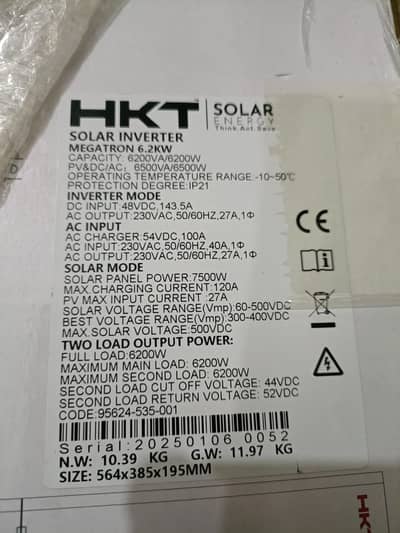 HKT SOLAR
ENERGY
Think.Act.Save
SOLAR INVERTER
MEGATRON 6.2KW
CAPACITY: 6200VA/6200W
PV&DC/AC: 6500VA/6500W
OPERATING TEMPERATURE RANGE:-10~50℃
PROTECTION DEGREE:IP21
INVERTER MODE
DC INPUT:48VDC,143.5A
AC OUTPUT:230VAC,50/60HZ,27A,1Φ
AC INPUT
AC CHARGER:54VDC,100A
AC INPUT:230VAC,50/60HZ,40A,1Φ
AC OUTPUT:230VAC,50/60HZ,27A,1Φ
SOLAR MODE
SOLAR PANEL POWER:7500W
MAX.CHARGING CURRENT:120A
PV MAX INPUT CURRENT :27A
SOLAR VOLTAGE RANGE(Vmp):60-500VDC
BEST VOLTAGE RANGE(Vmp):300-400VDC
MAX.SOLAR VOLTAGE:500VDC
TWO LOAD OUTPUT POWER:
FULL LOAD:6200W
MAXIMUM MAIN LOAD: 6200W
MAXIMUM SECOND LOAD: 6200W
SECOND LOAD CUT OFF VOLTAGE: 44VDC
SECOND LOAD RETURN VOLTAGE: 52VDC
CODE:95624-535-001
Serial:20250106 0052
N.W: 10.39 KG G.W: 11.97 KG
SIZE: 564x385x195MM
CE
HK